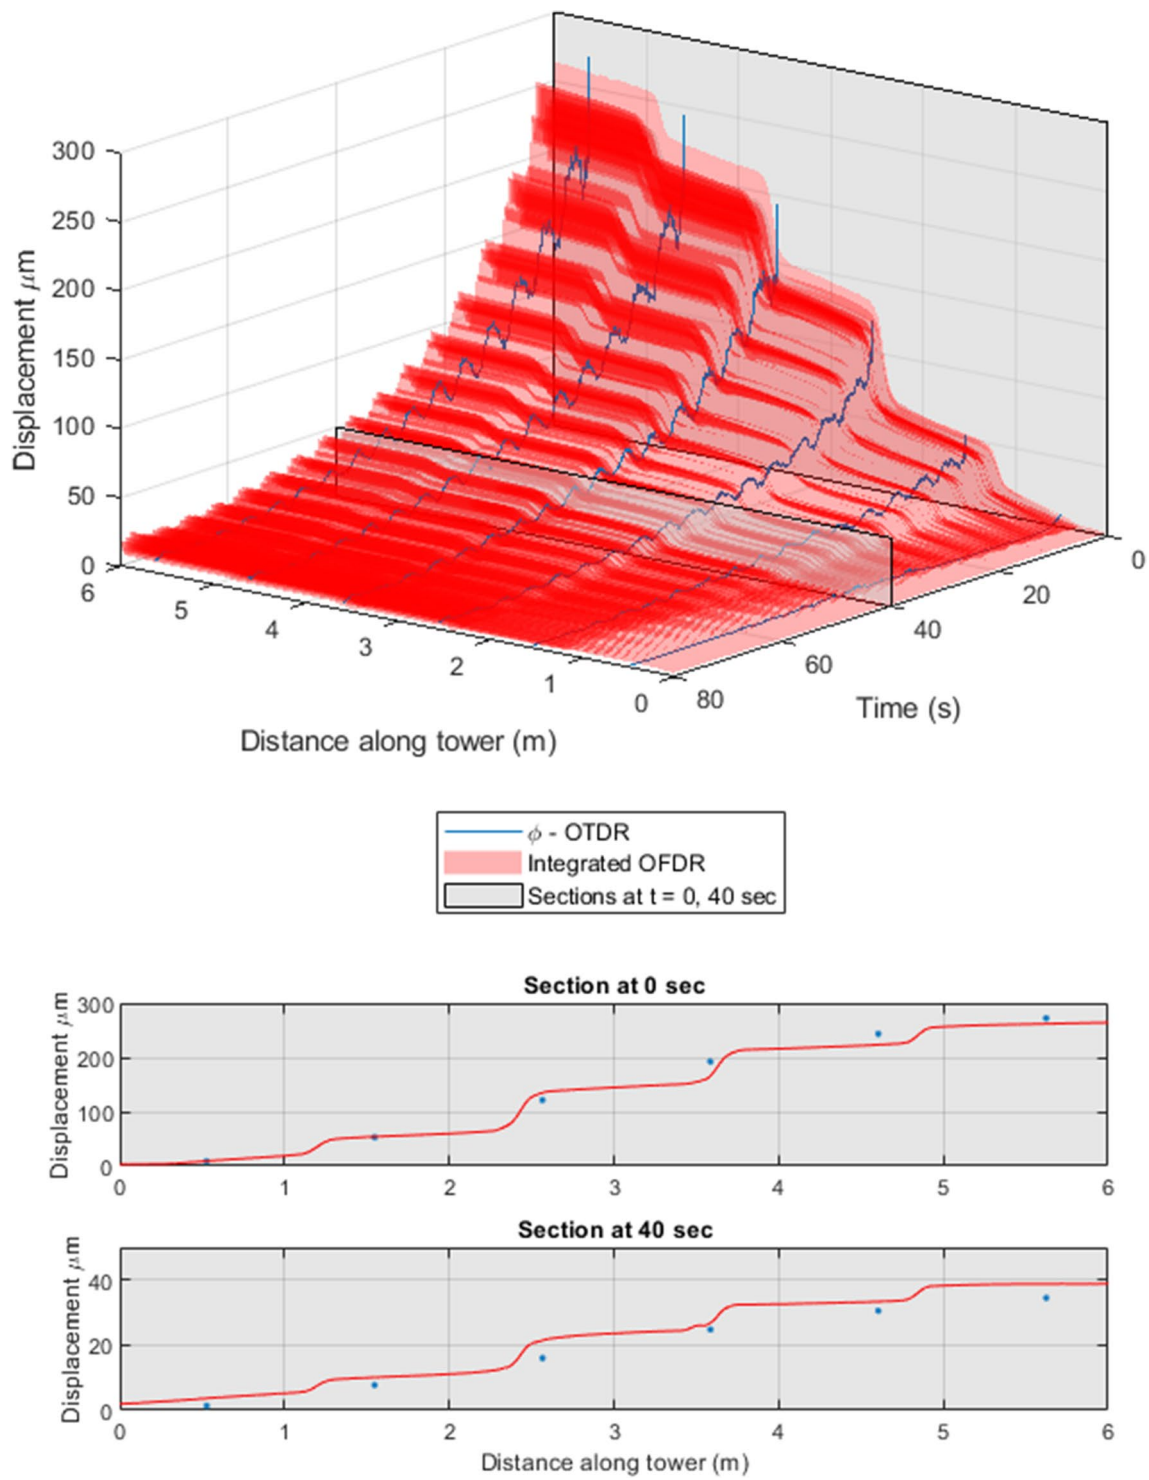 300
250
200
150
100
50
0
Displacement μm
6
5
4
3
2
1
0
Distance along tower (m)
80
60
40
20
0
Time (s)
ϕ - OTDR
Integrated OFDR
Sections at t = 0, 40 sec
Section at 0 sec
300
200
100
0
Displacement μm
0 1 2 3 4 5 6
Section at 40 sec
40
20
0
Displacement μm
0 1 2 3 4 5 6
Distance along tower (m)